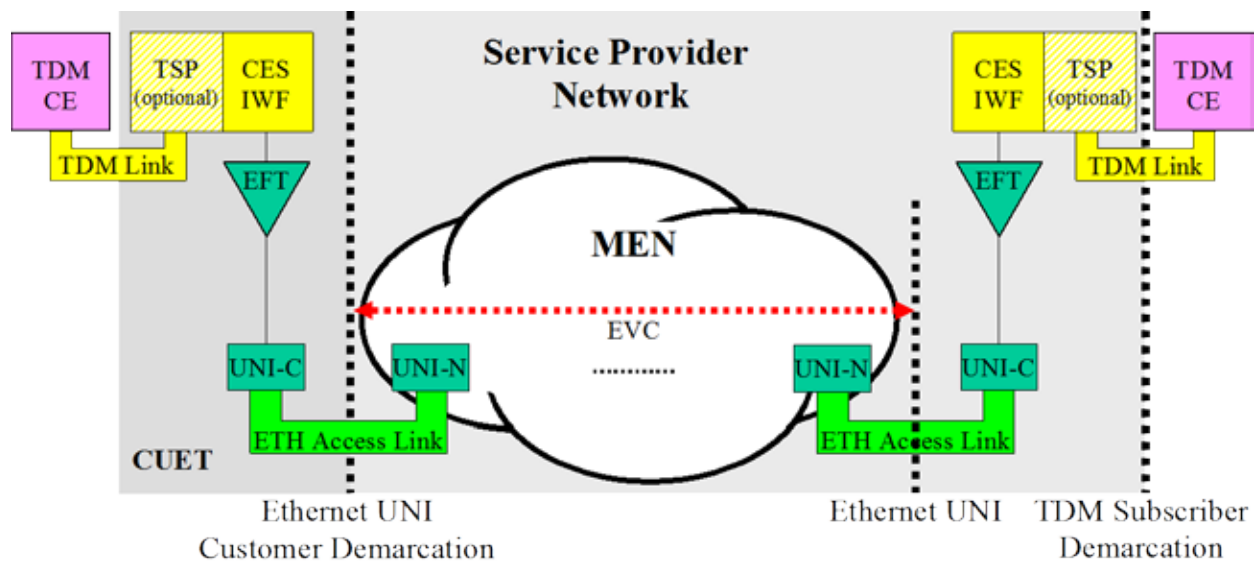 TDM
CE
TSP
(optional)
CES
IWF
Service Provider
Network
CES
IWF
TSP
(optional)
TDM
CE
TDM Link
EFT
EFT
TDM Link
MEN
EVC
UNI-C
UNI-N
............
UNI-N
UNI-C
ETH Access Link
ETH Access Link
CUET
Ethernet UNI
Customer Demarcation
Ethernet UNI
TDM Subscriber
Demarcation